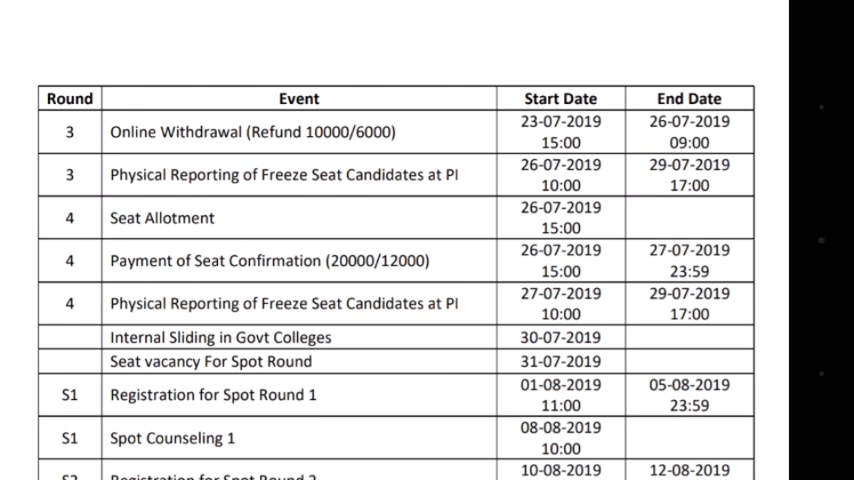 Round Event Start Date End Date
3 Online Withdrawal (Refund 10000/6000) 23-07-2019 15:00 26-07-2019 09:00
3 Physical Reporting of Freeze Seat Candidates at PI 26-07-2019 10:00 29-07-2019 17:00
4 Seat Allotment 26-07-2019 15:00
4 Payment of Seat Confirmation (20000/12000) 26-07-2019 15:00 27-07-2019 23:59
4 Physical Reporting of Freeze Seat Candidates at PI 27-07-2019 10:00 29-07-2019 17:00
Internal Sliding in Govt Colleges 30-07-2019
Seat vacancy For Spot Round 31-07-2019
S1 Registration for Spot Round 1 01-08-2019 11:00 05-08-2019 23:59
S1 Spot Counseling 1 08-08-2019 10:00
S2 Registration for Spot Round 2 10-08-2019 12-08-2019